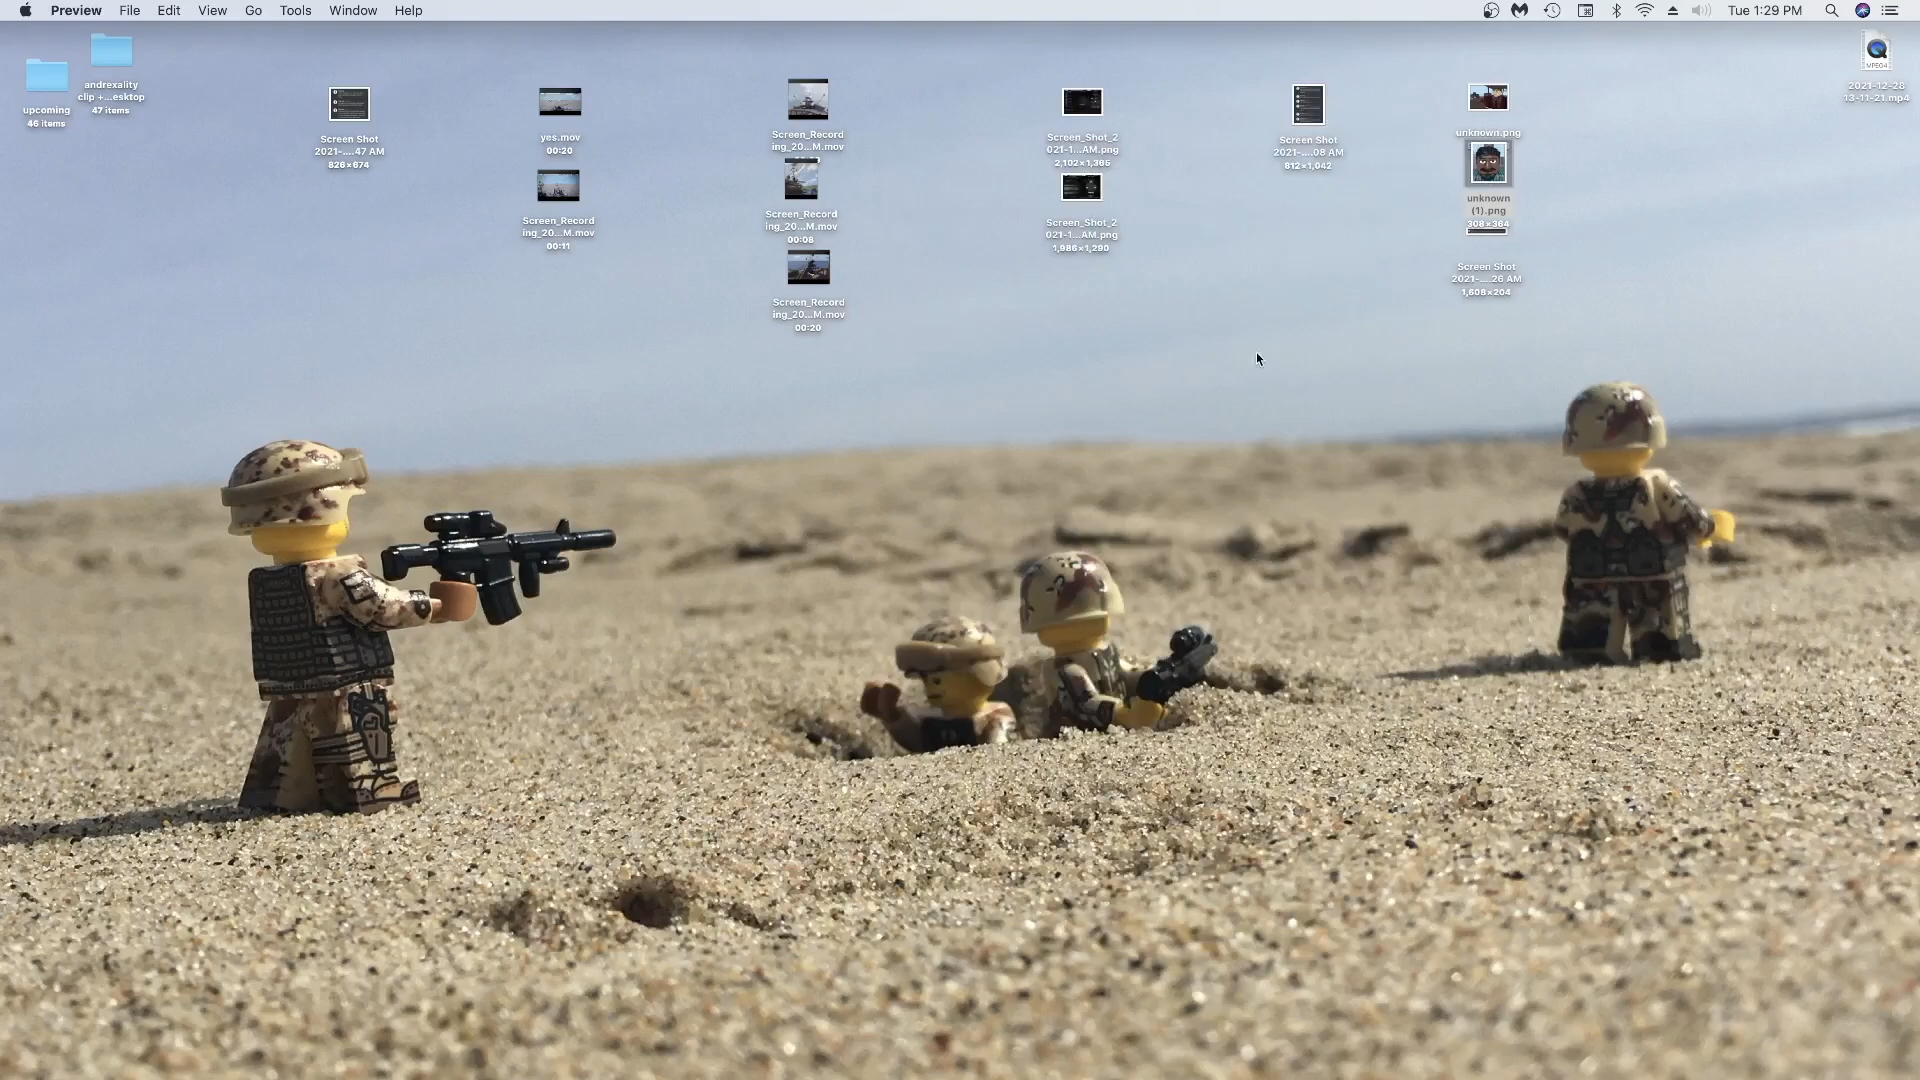 Preview File Edit View Go Tools Window Help Tue 1:29 PM
upcoming
46 items
andrexality
clip +...esktop
47 items
Screen Shot
2021-....47 AM
826×674
yes.mov
00:20
Screen_Record
ing_20...M.mov
00:11
Screen_Record
ing_20...M.mov
Screen_Record
ing_20...M.mov
00:08
Screen_Record
ing_20...M.mov
00:20
Screen_Shot_2
021-1...AM.png
2,102×1,365
Screen_Shot_2
021-1...AM.png
1,986×1,290
Screen Shot
2021-....08 AM
812×1,042
unknown.png
unknown
(1).png
308×364
Screen Shot
2021-....26 AM
1,608×204
MPEG4
2021-12-28
13-11-21.mp4